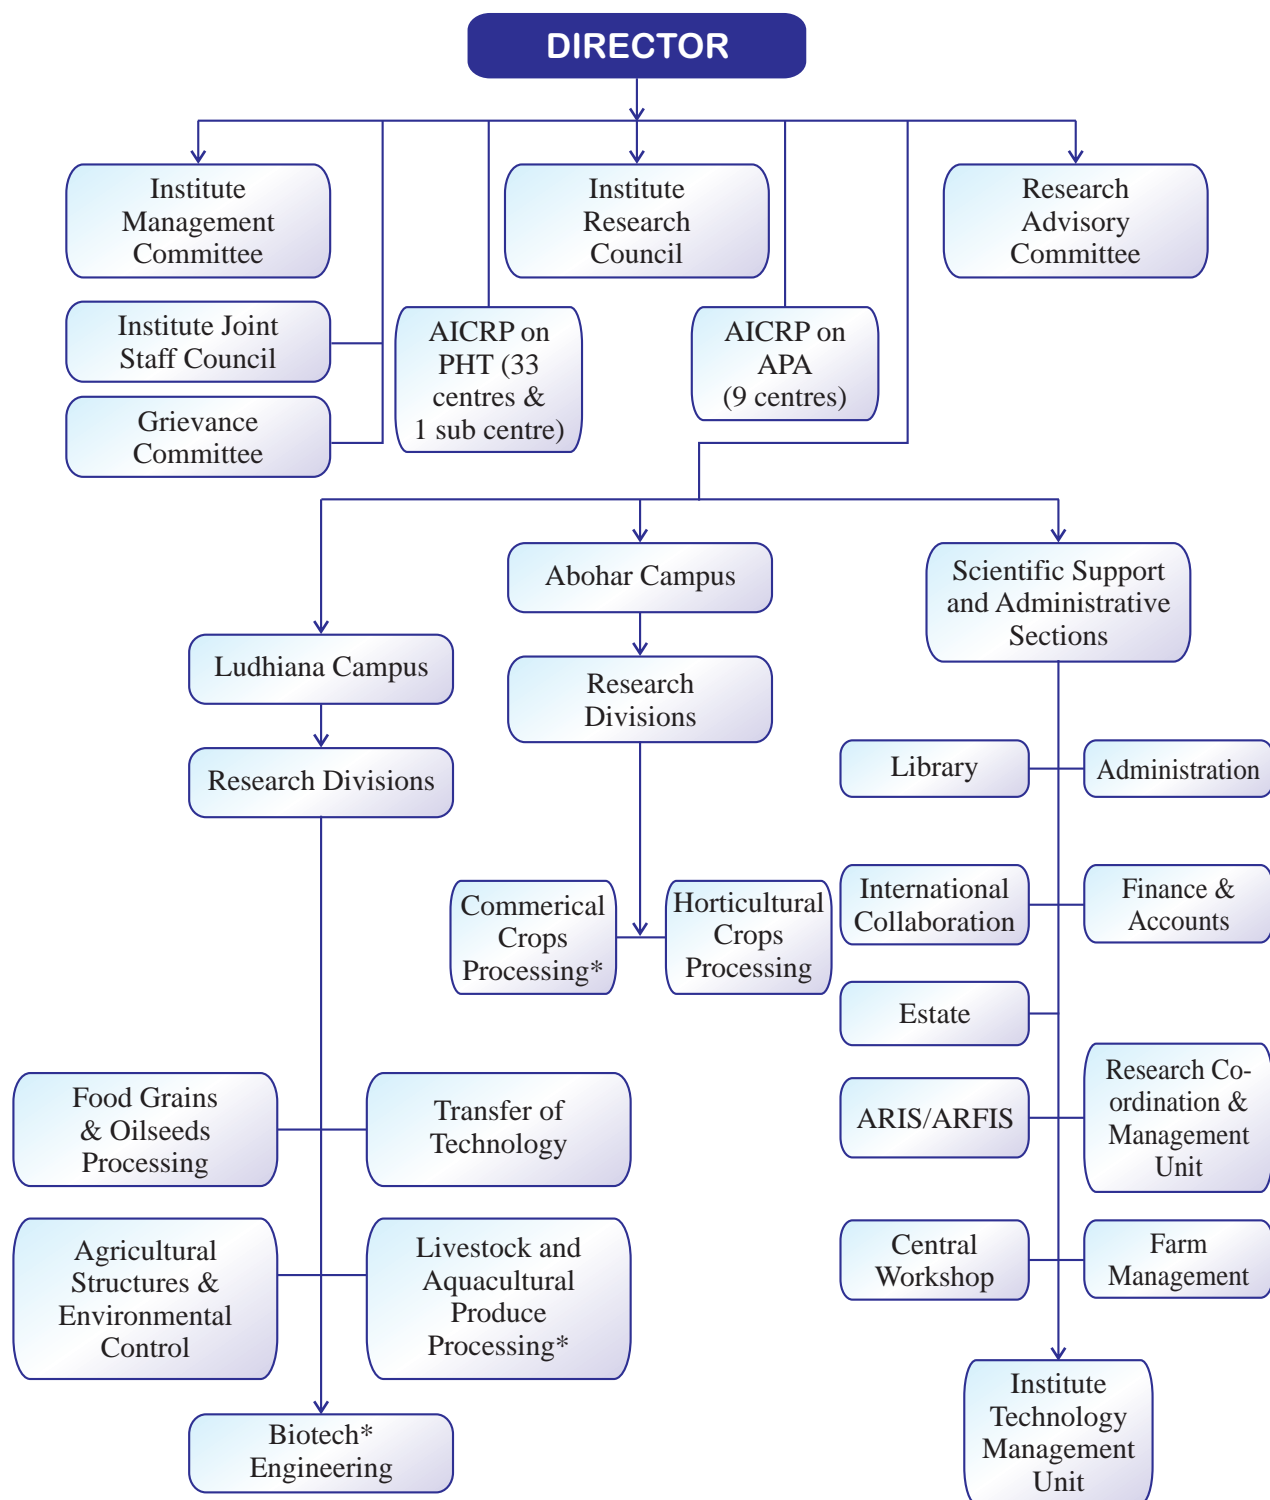 DIRECTOR
Institute
Management
Committee
Institute
Research
Council
Research
Advisory
Committee
Institute Joint
Staff Council
Grievance
Committee
AICRP on
PHT (33
centres &
1 sub centre)
AICRP on
APA
(9 centres)
Ludhiana Campus
Research Divisions
Abohar Campus
Research
Divisions
Scientific Support
and Administrative
Sections
Commerical
Crops
Processing*
Horticultural
Crops
Processing
Library
Administration
International
Collaboration
Finance &
Accounts
Estate
ARIS/ARFIS
Research Co-
ordination &
Management
Unit
Central
Workshop
Farm
Management
Institute
Technology
Management
Unit
Food Grains
& Oilseeds
Processing
Transfer of
Technology
Agricultural
Structures &
Environmental
Control
Livestock and
Aquacultural
Produce
Processing*
Biotech*
Engineering